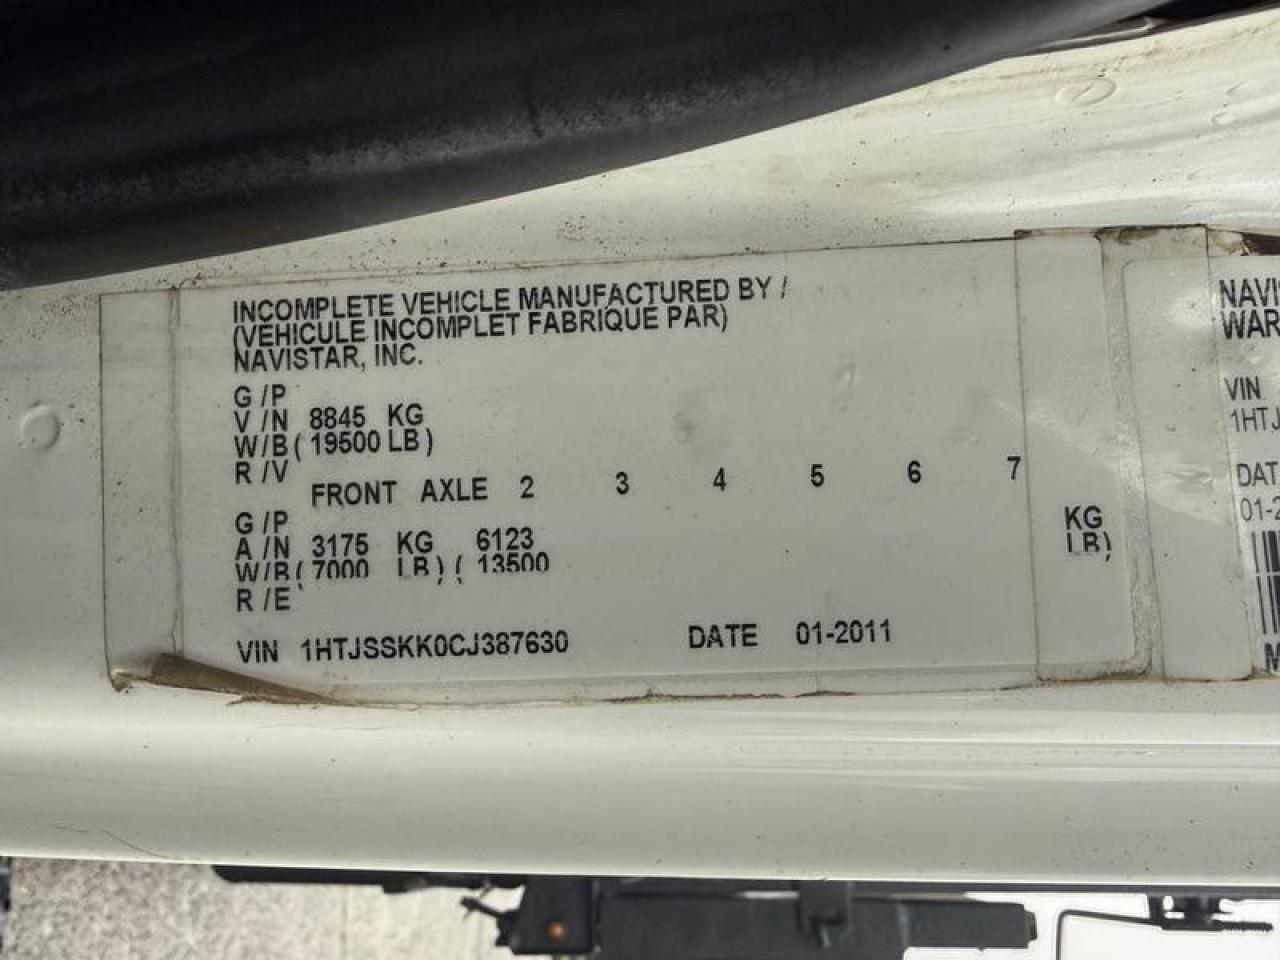 INCOMPLETE VEHICLE MANUFACTURED BY /
(VEHICULE INCOMPLET FABRIQUE PAR)
NAVISTAR, INC.
G /P
V /N 8845 KG
W/B ( 19500 LB )
R /V
FRONT AXLE 2 3 4 5 6 7
G /P
A /N 3175 KG 6123 KG
W/B ( 7000 LB ) ( 13500 LB)
R /E
VIN 1HTJSSKK0CJ387630 DATE 01-2011
NAVI
WAR
VIN
1HTJ
DAT
01-2
M